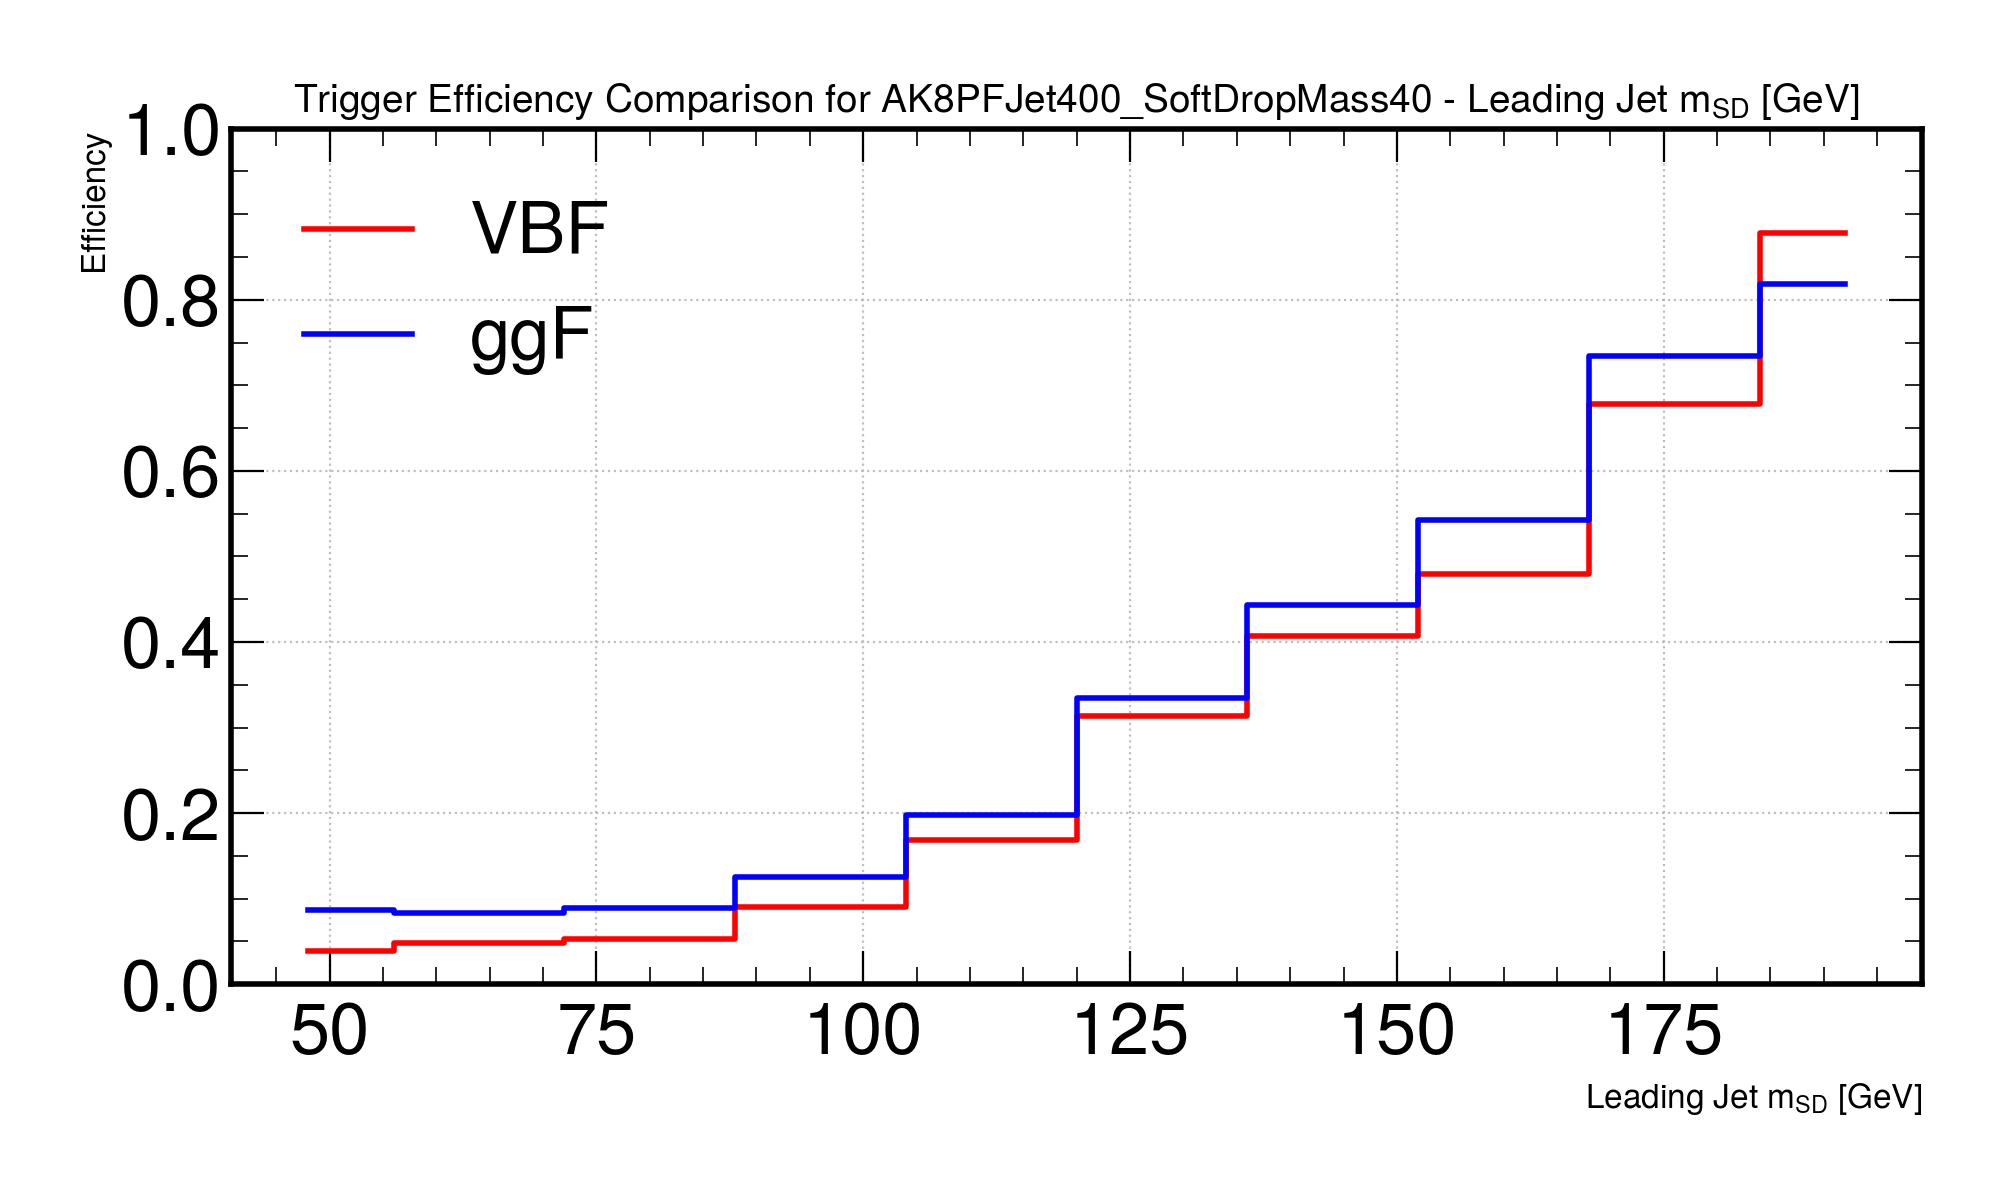 Trigger Efficiency Comparison for AK8PFJet400_SoftDropMass40 - Leading Jet mSD [GeV]
Efficiency
1.0
0.8
0.6
0.4
0.2
0.0
VBF
ggF
50 75 100 125 150 175
Leading Jet mSD [GeV]